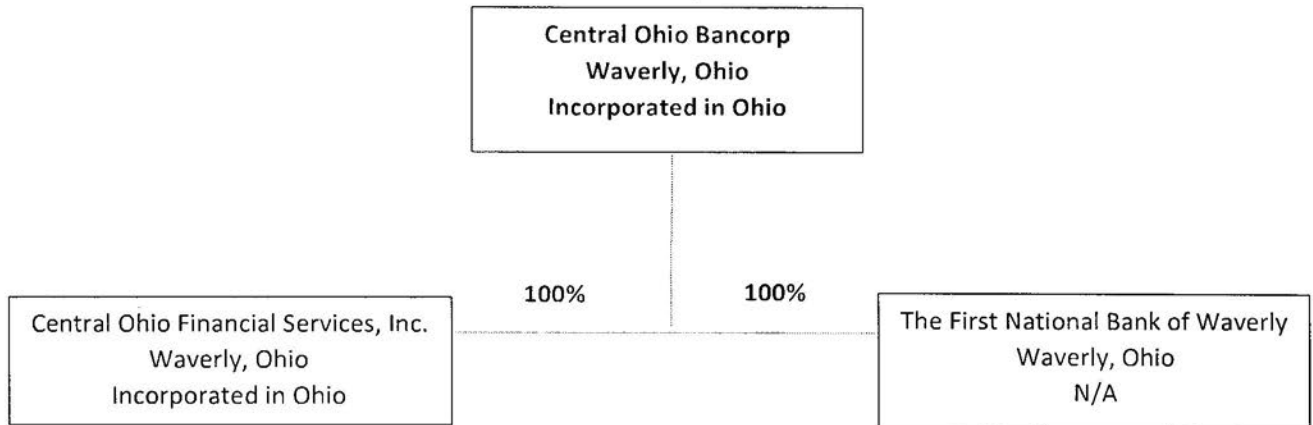 Central Ohio Bancorp
Waverly, Ohio
Incorporated in Ohio
100%
100%
Central Ohio Financial Services, Inc.
Waverly, Ohio
Incorporated in Ohio
The First National Bank of Waverly
Waverly, Ohio
N/A